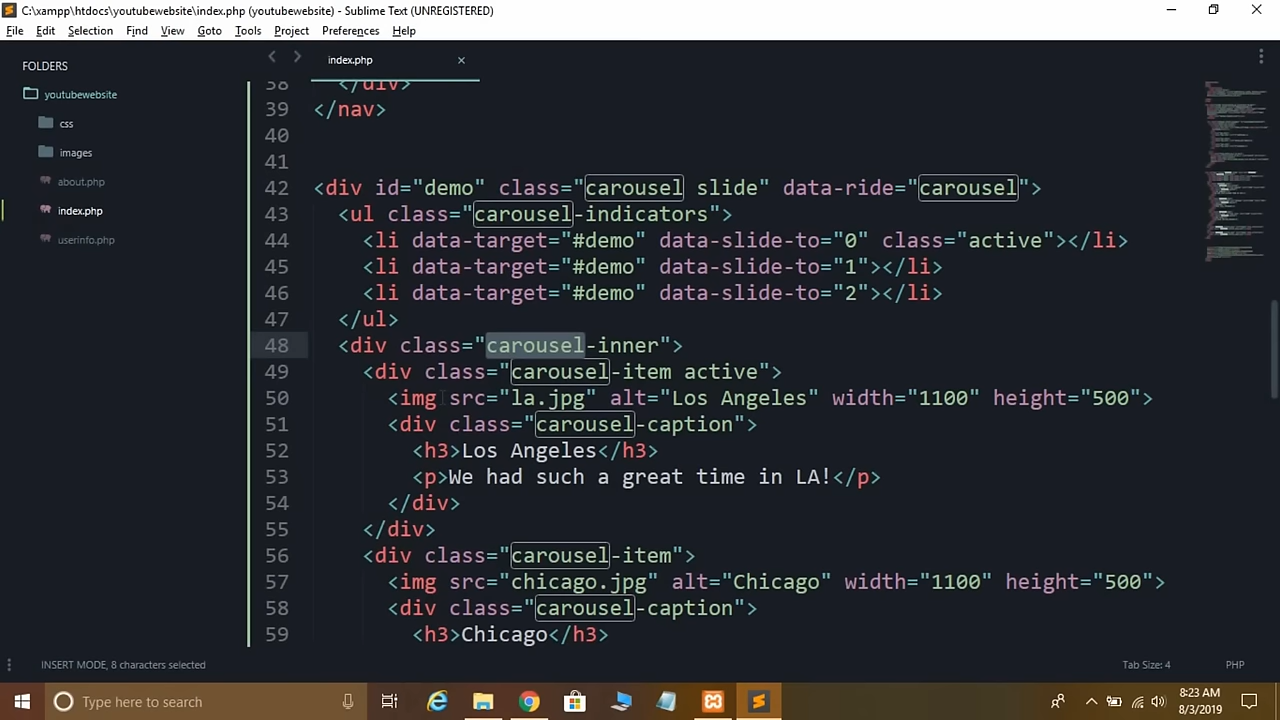 C:\xampp\htdocs\youtubewebsite\index.php (youtubewebsite) - Sublime Text (UNREGISTERED)
File Edit Selection Find View Goto Tools Project Preferences Help
FOLDERS
youtubewebsite
css
images
about.php
index.php
userinfo.php
index.php
38 </div>
39 </nav>
40
41
42 <div id="demo" class="carousel slide" data-ride="carousel">
43 <ul class="carousel-indicators">
44 <li data-target="#demo" data-slide-to="0" class="active"></li>
45 <li data-target="#demo" data-slide-to="1"></li>
46 <li data-target="#demo" data-slide-to="2"></li>
47 </ul>
48 <div class="carousel-inner">
49 <div class="carousel-item active">
50 <img src="la.jpg" alt="Los Angeles" width="1100" height="500">
51 <div class="carousel-caption">
52 <h3>Los Angeles</h3>
53 <p>We had such a great time in LA!</p>
54 </div>
55 </div>
56 <div class="carousel-item">
57 <img src="chicago.jpg" alt="Chicago" width="1100" height="500">
58 <div class="carousel-caption">
59 <h3>Chicago</h3>
INSERT MODE, 8 characters selected
Tab Size: 4
PHP
Type here to search
8:23 AM
8/3/2019